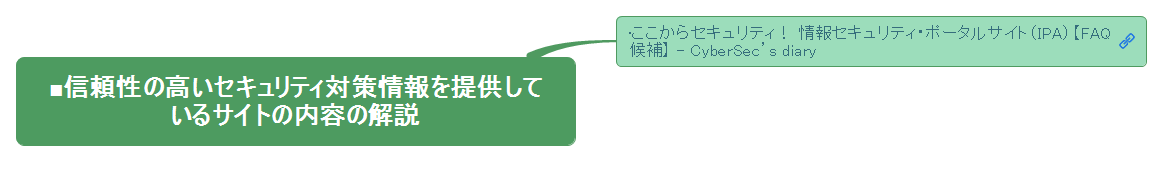 ■信頼性の高いセキュリティ対策情報を提供して
いるサイトの内容の解説
・ここからセキュリティ！ 情報セキュリティ・ポータルサイト（IPA）【FAQ
候補】 - CyberSec’s diary